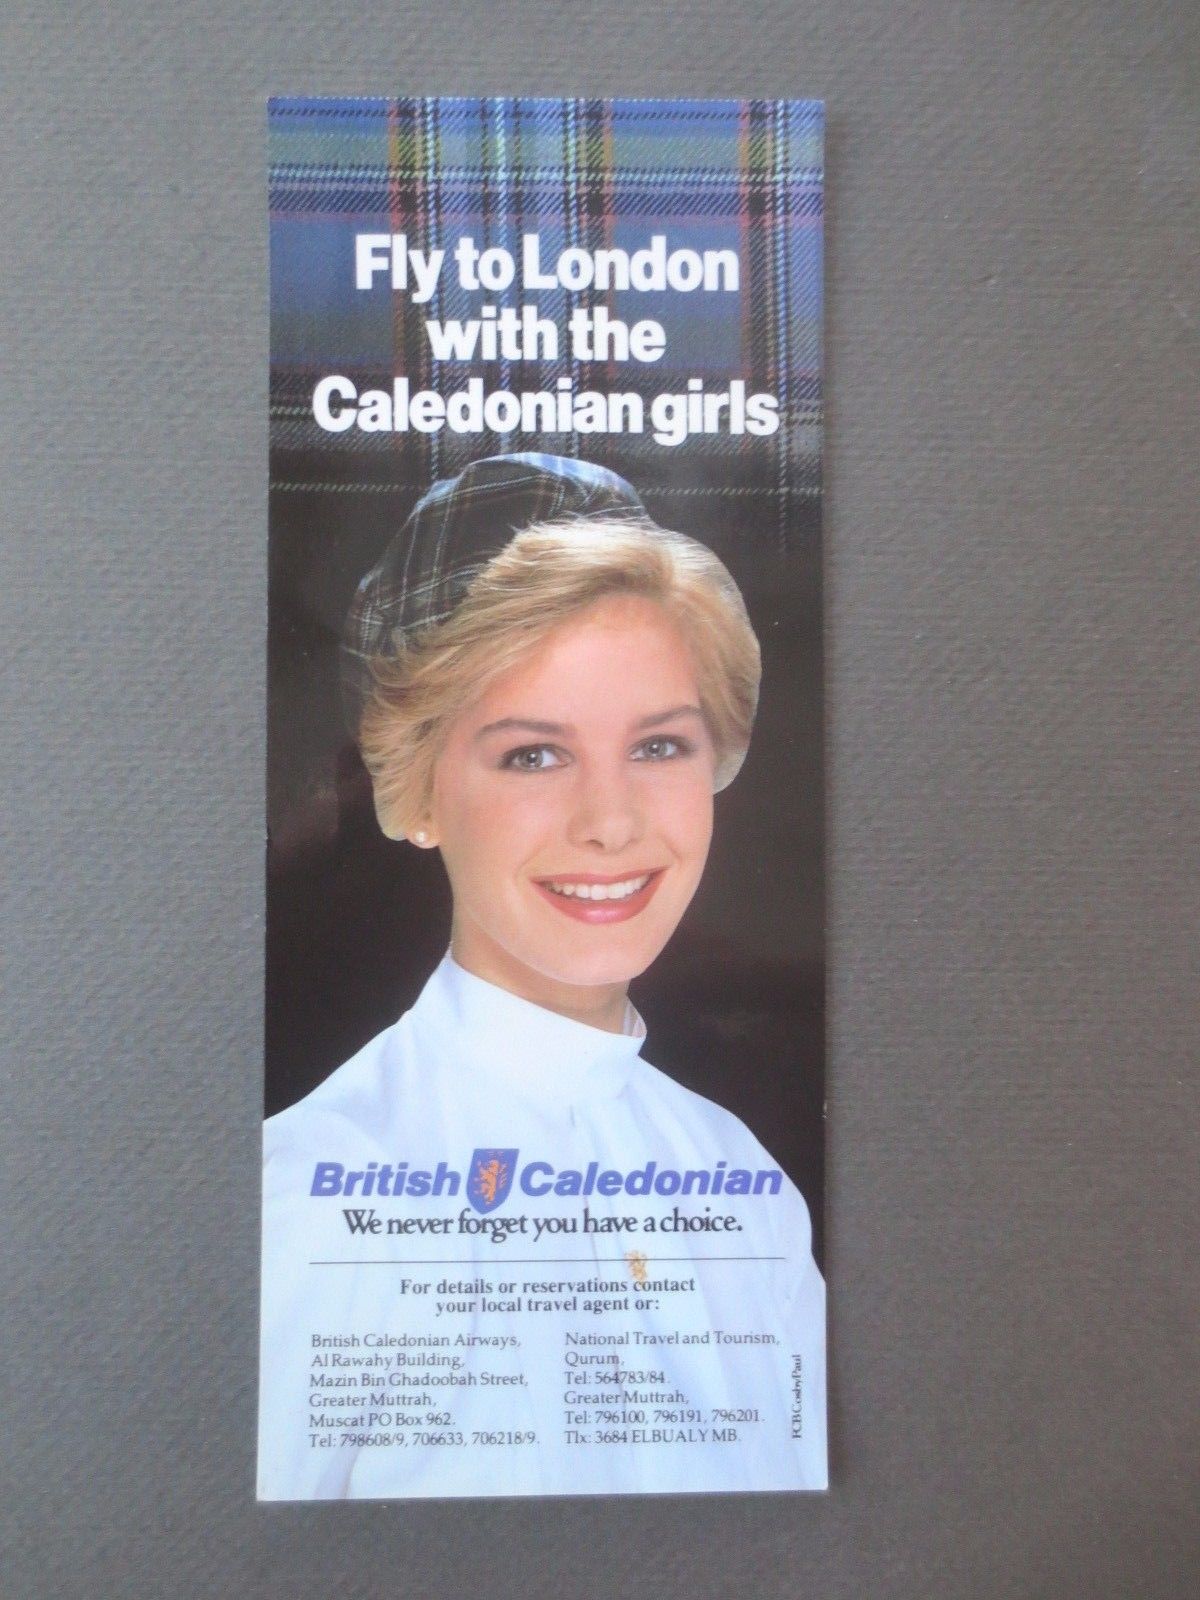 Fly to London
with the
Caledonian girls
British Caledonian
We never forget you have a choice.
For details or reservations contact
your local travel agent or:
British Caledonian Airways,
Al Rawahy Building,
Mazin Bin Ghadoobah Street,
Greater Muttrah,
Muscat PO Box 962.
Tel: 798608/9, 706633, 706218/9.
National Travel and Tourism,
Qurum,
Tel: 564783/84.
Greater Muttrah,
Tel: 796100, 796191, 796201.
Tlx: 3684 ELBUALY MB.
FCB CosbyPaul